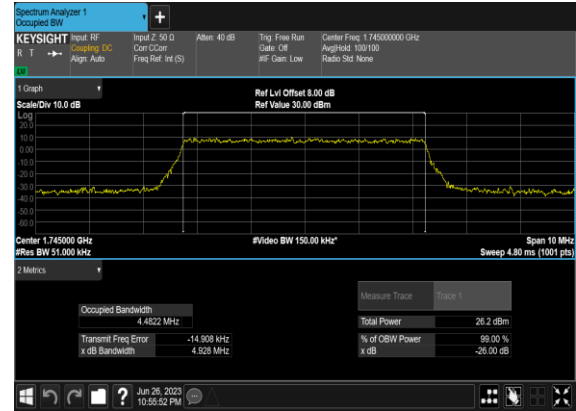 Spectrum Analyzer 1
Occupied BW
+
KEYSIGHT Input: RF Input Z: 50 Ω Atten: 40 dB Trig: Free Run Center Freq: 1.745000000 GHz
R T Coupling: DC Corr CCorr Gate: Off Avg|Hold: 100/100
Align: Auto Freq Ref: Int (S) #IF Gain: Low Radio Std: None
LV
1 Graph
Ref Lvl Offset 8.00 dB
Scale/Div 10.0 dB Ref Value 30.00 dBm
Log
20.0
10.0
0.00
-10.0
-20.0
-30.0
-40.0
-50.0
-60.0
Center 1.745000 GHz #Video BW 150.00 kHz* Span 10 MHz
#Res BW 51.000 kHz Sweep 4.80 ms (1001 pts)
2 Metrics
Measure Trace Trace 1
Occupied Bandwidth
4.4822 MHz Total Power 26.2 dBm
Transmit Freq Error -14.908 kHz % of OBW Power 99.00 %
x dB Bandwidth 4.928 MHz x dB -26.00 dB
? Jun 26, 2023
10:55:52 PM